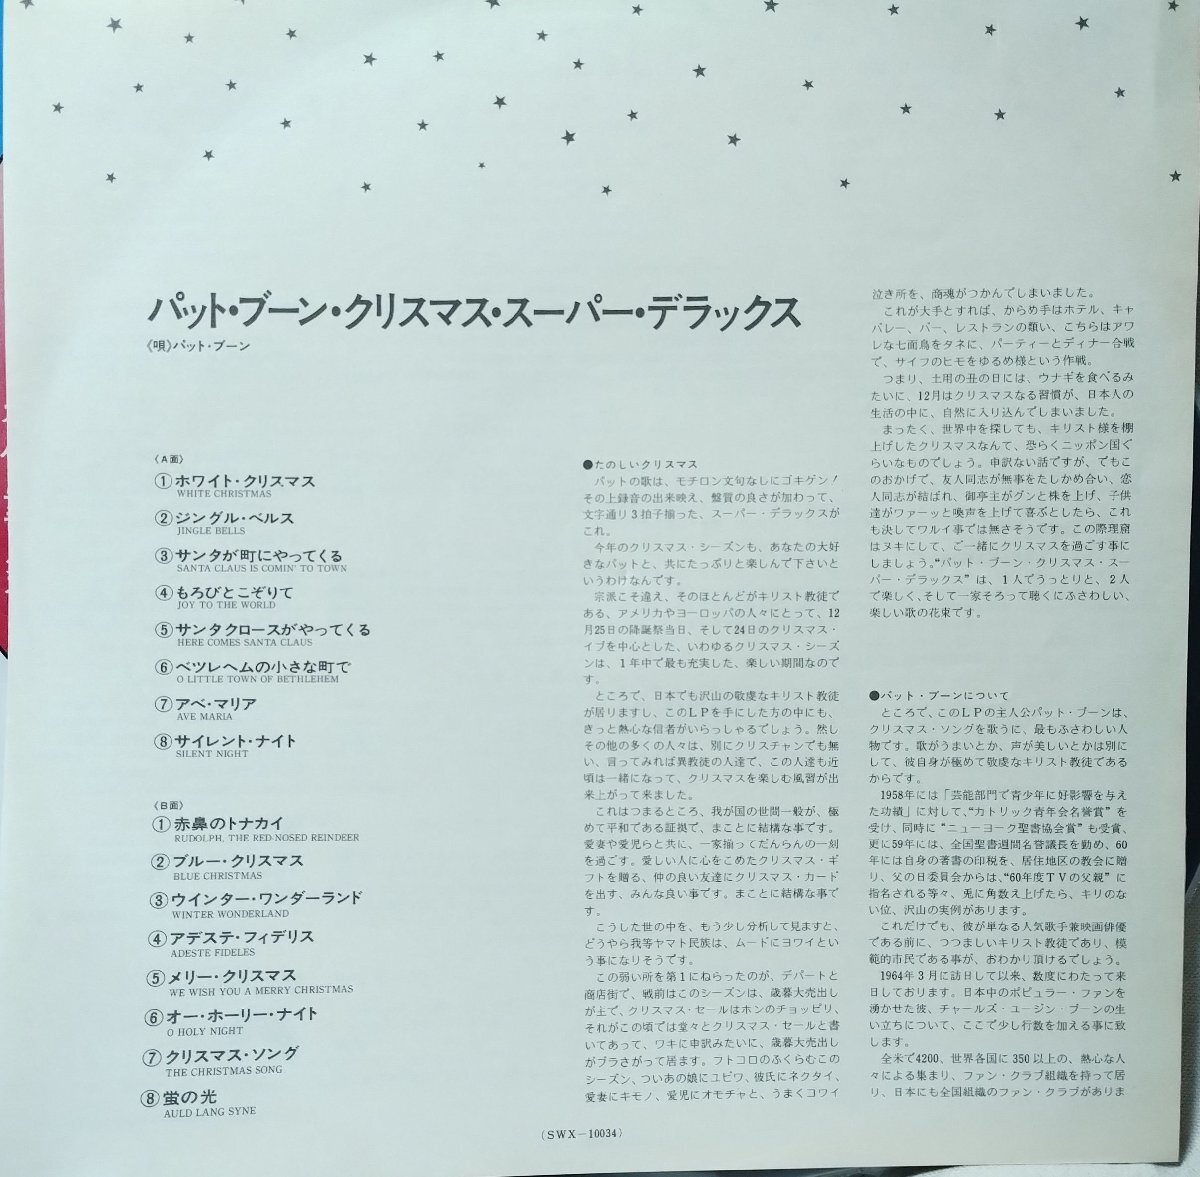 パット・ブーン・クリスマス・スーパー・デラックス
《唄》パット・ブーン
〈A面〉
①ホワイト・クリスマス
WHITE CHRISTMAS
②ジングル・ベルス
JINGLE BELLS
③サンタが町にやってくる
SANTA CLAUS IS COMIN' TO TOWN
④もろびとこぞりて
JOY TO THE WORLD
⑤サンタクロースがやってくる
HERE COMES SANTA CLAUS
⑥ベツレヘムの小さな町で
O LITTLE TOWN OF BETHLEHEM
⑦アベ・マリア
AVE MARIA
⑧サイレント・ナイト
SILENT NIGHT
〈B面〉
①赤鼻のトナカイ
RUDOLPH, THE RED-NOSED REINDEER
②ブルー・クリスマス
BLUE CHRISTMAS
③ウインター・ワンダーランド
WINTER WONDERLAND
④アデステ・フィデリス
ADESTE FIDELES
⑤メリー・クリスマス
WE WISH YOU A MERRY CHRISTMAS
⑥オー・ホーリー・ナイト
O HOLY NIGHT
⑦クリスマス・ソング
THE CHRISTMAS SONG
⑧蛍の光
AULD LANG SYNE
●たのしいクリスマス
パットの歌は、モチロン文句なしにゴキゲン!
その上録音の出来映え、盤質の良さが加わって、
文字通り3拍子揃った、スーパー・デラックスが
これ。
今年のクリスマス・シーズンも、あなたの大好
きなパットと、共にたっぷりと楽しんで下さいと
いうわけなんです。
宗派こそ違え、そのほとんどがキリスト教徒で
ある、アメリカやヨーロッパの人々にとって、12
月25日の降誕祭当日、そして24日のクリスマス・
イブを中心とした、いわゆるクリスマス・シーズ
ンは、1年中で最も充実した、楽しい期間なので
す。
ところで、日本でも沢山の敬虔なキリスト教徒
が居りますし、このLPを手にした方の中にも、
きっと熱心な信者がいらっしゃるでしょう。然し
その他の多くの人々は、別にクリスチャンでも無
い、言ってみれば異教徒の人達で、この人達も近
頃は一緒になって、クリスマスを楽しむ風習が出
来上がって来ました。
これはつまるところ、我が国の世間一般が、極
めて平和である証拠で、まことに結構な事です。
愛妻や愛児らと共に、一家揃ってだんらんの一刻
を過ごす。愛しい人に心をこめたクリスマス・ギ
フトを贈る、仲の良い友達にクリスマス・カード
を出す、みんな良い事です。まことに結構な事で
す。
こうした世の中を、もう少し分析して見ますと、
どうやら我等ヤマト民族は、ムードにヨワイとい
う事になりそうです。
この弱い所を第1にねらったのが、デパートと
商店街で、戦前はこのシーズンは、歳暮大売出し
が主で、クリスマス・セールはホンのチョッピリ、
それがこの頃では堂々とクリスマス・セールと書
いてあって、ワキに申訳みたいに、歳暮大売出し
がブラさがって居ます。フトコロのふくらむこの
シーズン、ついあの娘にユビワ、彼氏にネクタイ、
愛妻にキモノ、愛児にオモチャと、うまくコワイ
泣き所を、商魂がつかんでしまいました。
これが大手とすれば、からめ手はホテル、キャ
バレー、バー、レストランの類い、こちらはアワ
レな七面鳥をタネに、パーティーとディナー合戦
で、サイフのヒモをゆるめ様という作戦。
つまり、土用の丑の日には、ウナギを食べるみ
たいに、12月はクリスマスなる習慣が、日本人の
生活の中に、自然に入り込んでしまいました。
まったく、世界中を探しても、キリスト様を棚
上げしたクリスマスなんて、恐らくニッポン国ぐ
らいなものでしょう。申訳ない話ですが、でもこ
のおかげで、友人同志が無事をたしかめ合い、恋
人同志が結ばれ、御亭主がグンと株を上げ、子供
達がワァーッと喚声を上げて喜ぶとしたら、これ
も決してワルイ事では無さそうです。この際理窟
はヌキにして、ご一緒にクリスマスを過ごす事に
しましょう。“パット・ブーン・クリスマス・スー
パー・デラックス”は、1人でうっとりと、2人
で楽しく、そして一家そろって聴くにふさわしい、
楽しい歌の花束です。
●パット・ブーンについて
ところで、このLPの主人公パット・ブーンは、
クリスマス・ソングを歌うに、最もふさわしい人
物です。歌がうまいとか、声が美しいとかは別に
して、彼自身が極めて敬虔なキリスト教徒である
からです。
1958年には「芸能部門で青少年に好影響を与え
た功績」に対して、“カトリック青年会名誉賞”を
受け、同時に“ニューヨーク聖書協会賞”も受賞、
更に59年には、全国聖書週間名誉議長を勤め、60
年には自身の著書の印税を、居住地区の教会に贈
り、父の日委員会からは、“60年度TVの父親”に
指名される等々、兎に角数え上げたら、キリのな
い位、沢山の実例があります。
これだけでも、彼が単なる人気歌手兼映画俳優
である前に、つつましいキリスト教徒であり、模
範的市民である事が、おわかり頂けるでしょう。
1964年3月に訪日して以来、数度にわたって来
日しております。日本中のポピュラー・ファンを
湧かせた彼、チャールズ・ユージン・ブーンの生
い立ちについて、ここで少し行数を加える事に致
します。
全米で4200、世界各国に350以上の、熱心な人
々による集まり、ファン・クラブ組織を持って居
り、日本にも全国組織のファン・クラブがありま
(SWX-10034)